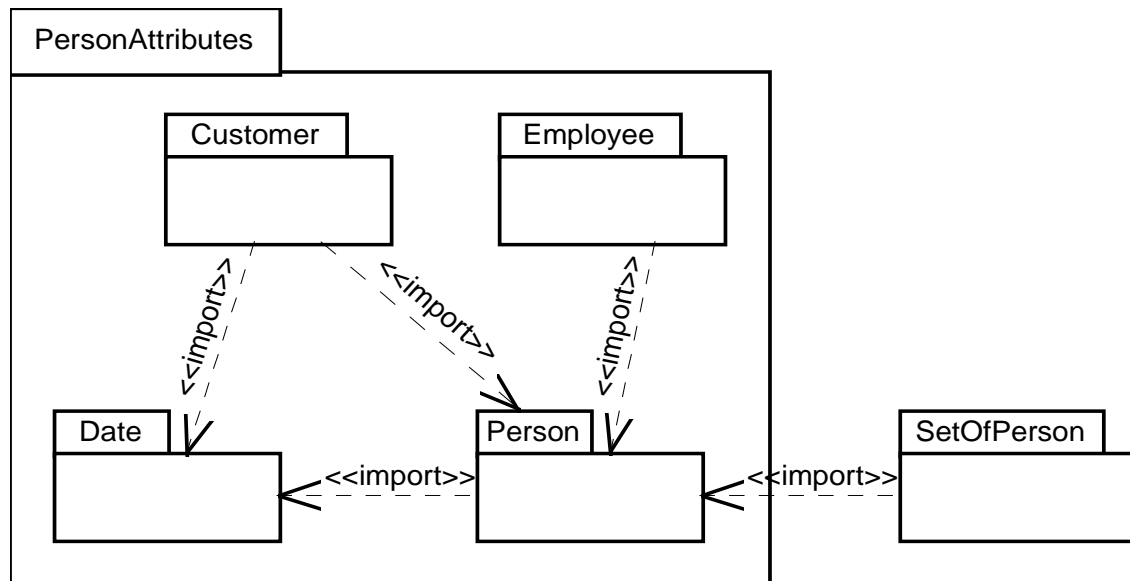 PersonAttributes
Customer
Employee
<<import>>
<<import>>
<<import>>
Date
Person
SetOfPerson
<<import>>
<<import>>